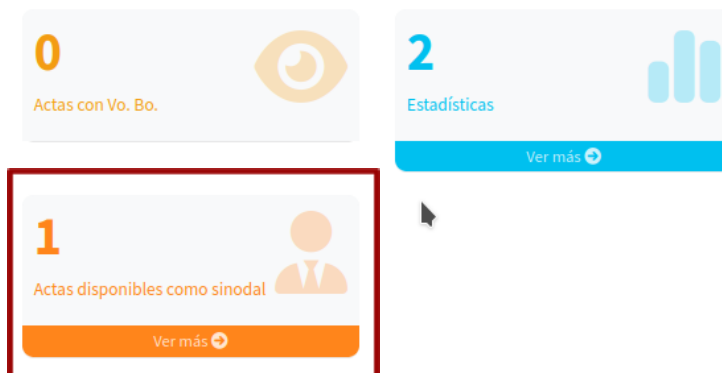 0
Actas con Vo. Bo.
2
Estadísticas
Ver más
1
Actas disponibles como sinodal
Ver más